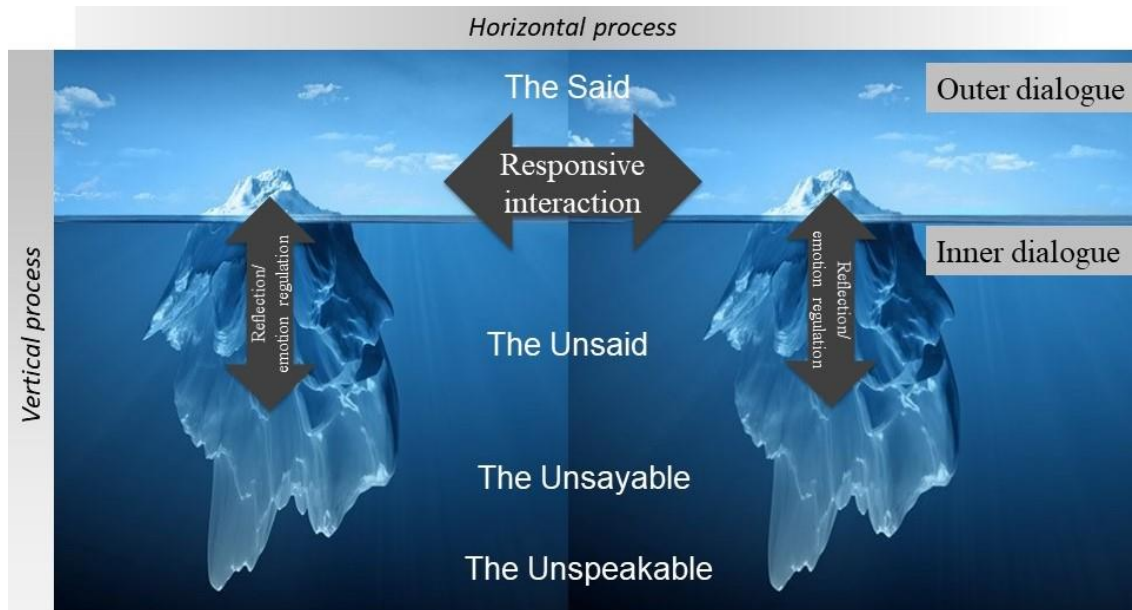 Horizontal process
Vertical process
The Said
Outer dialogue
Responsive
interaction
Inner dialogue
Reflection/
emotion regulation
Reflection/
emotion regulation
The Unsaid
The Unsayable
The Unspeakable